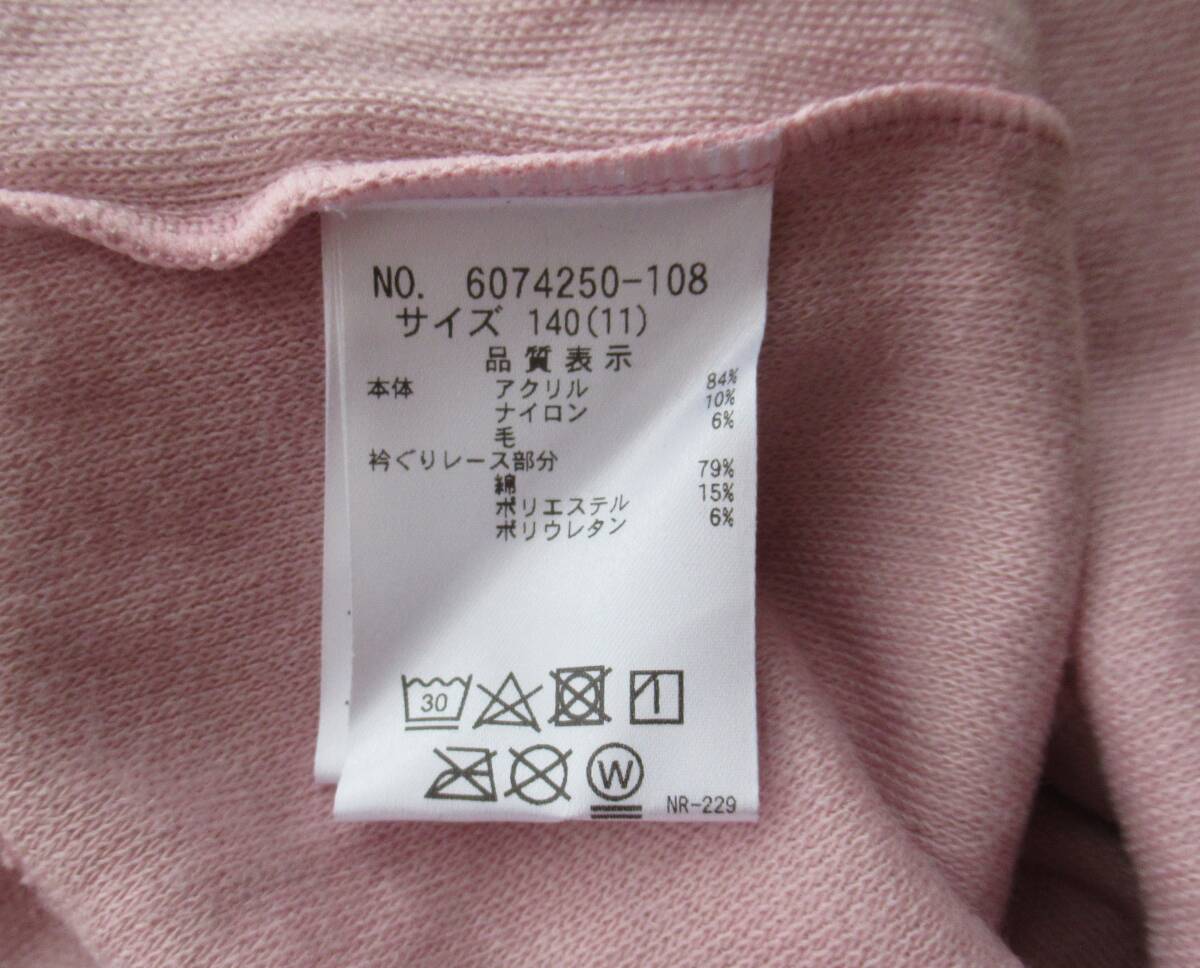 NO. 6074250-108
サイズ 140(11)
品質表示
本体 アクリル 84%
ナイロン 10%
毛 6%
衿ぐりレース部分
綿 79%
ポリエステル 15%
ポリウレタン 6%
30
W
NR-229